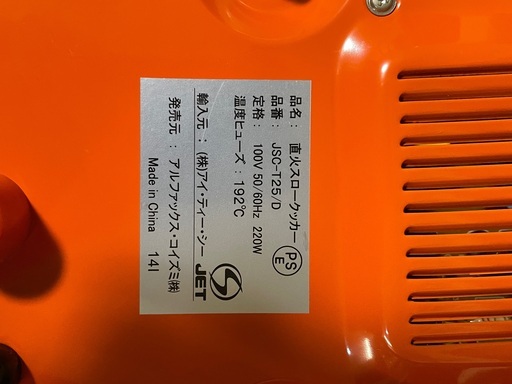 品名： 直火スロークッカー
品番： JSC-T25/D
定格： 100V 50/60Hz 220W
温度ヒューズ：192℃
輸入元：(株)アイ・ティー・シー
発売元： アルファックス・コイズミ(株)
Made in China 14I
PS
E
JET